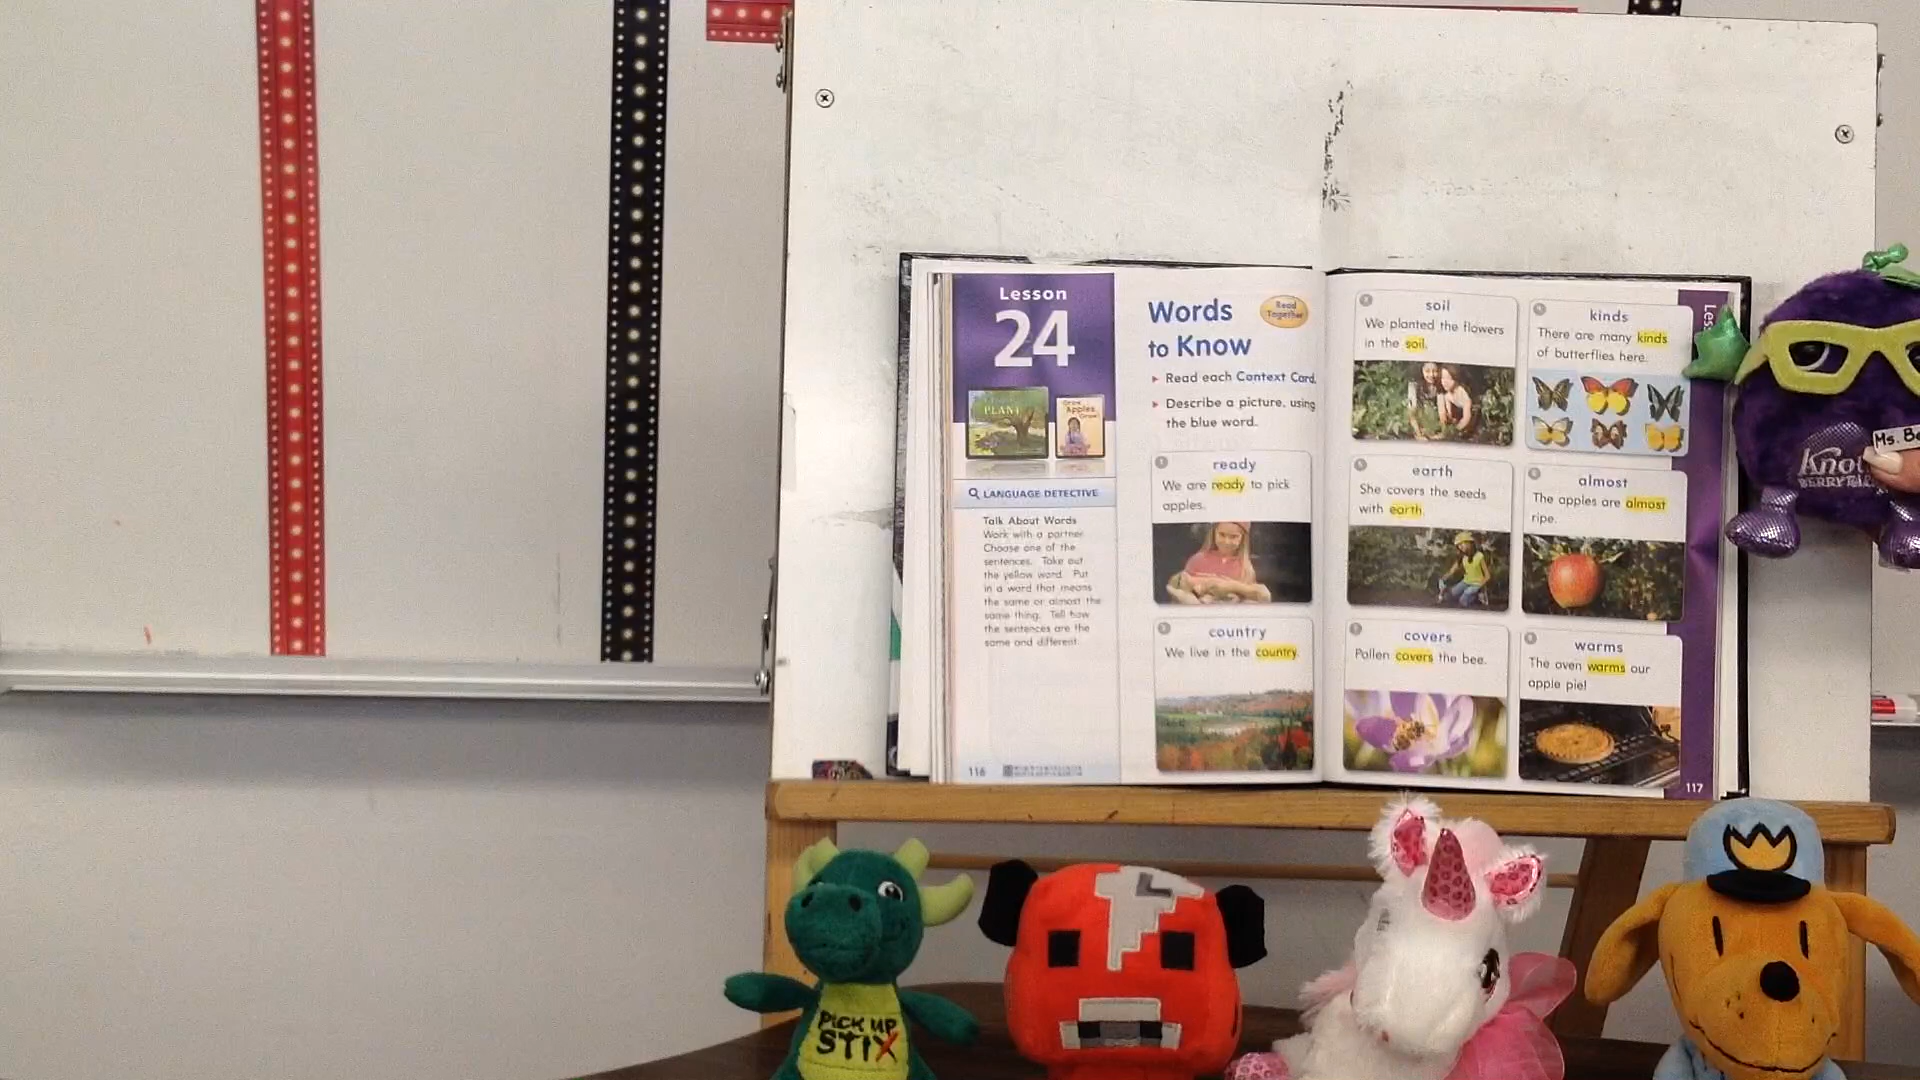 Lesson
24
PLANT
Grow,
Apples,
Grow!
LANGUAGE DETECTIVE
Talk About Words
Work with a partner.
Choose one of the
sentences. Take out
the yellow word. Put
in a word that means
the same or almost the
same thing. Tell how
the sentences are the
same and different.
116
Words
to Know
Read
Together
Read each Context Card.
Describe a picture, using
the blue word.
1
ready
We are ready to pick
apples.
country
We live in the country.
soil
We planted the flowers
in the soil.
earth
She covers the seeds
with earth.
covers
Pollen covers the bee.
kinds
There are many kinds
of butterflies here.
almost
The apples are almost
ripe.
warms
The oven warms our
apple pie!
117
Ms.
BERRY
PICK UP
STIX